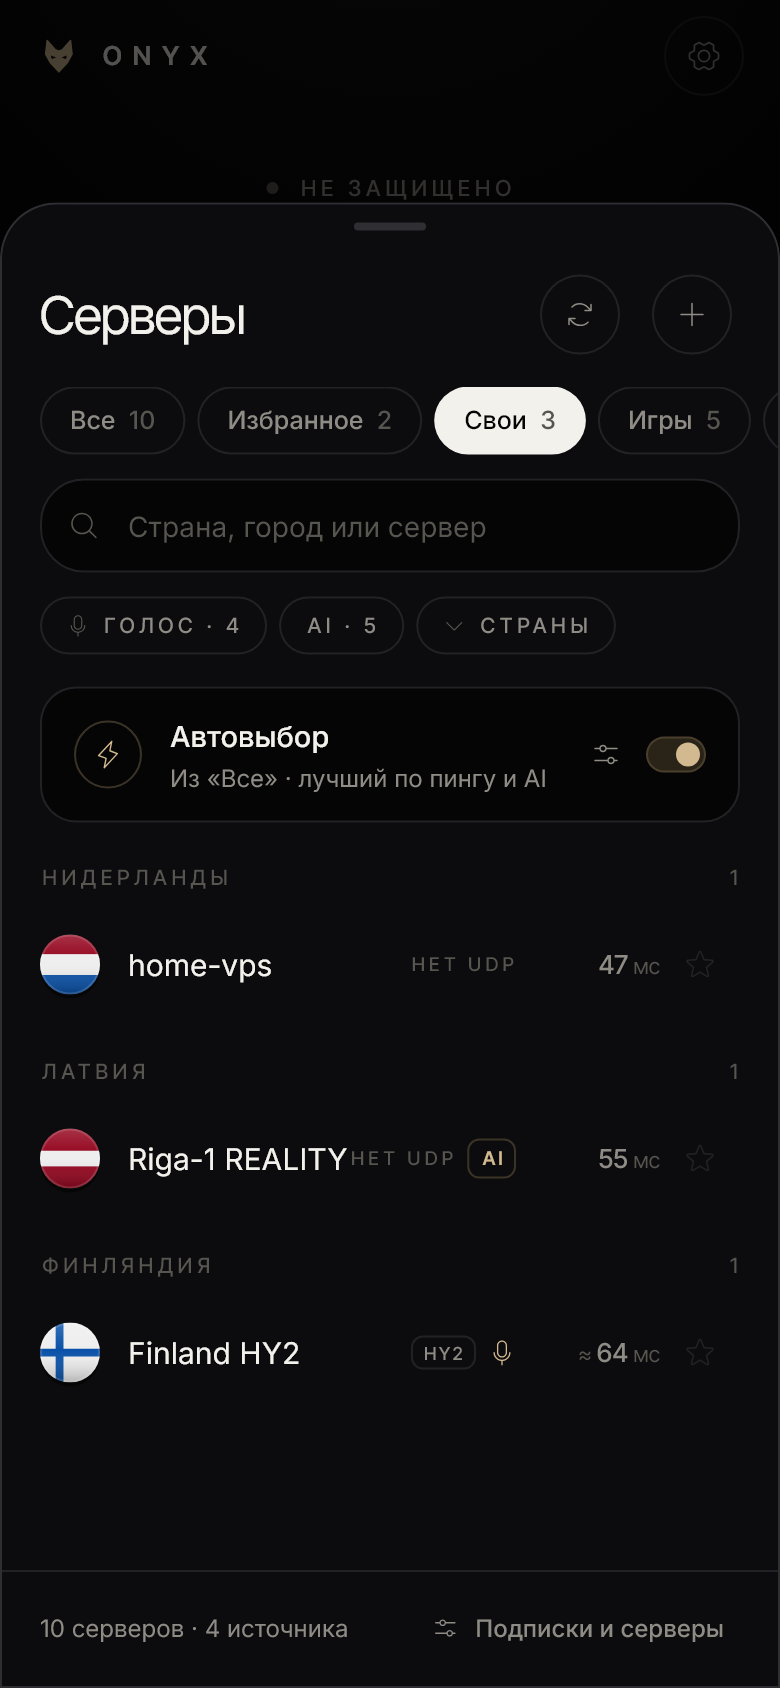 ONYX
НЕ ЗАЩИЩЕНО
Серверы
Все 10 Избранное 2 Свои 3 Игры 5
Страна, город или сервер
ГОЛОС · 4 AI · 5 СТРАНЫ
Автовыбор
Из «Все» · лучший по пингу и AI
НИДЕРЛАНДЫ 1
home-vps НЕТ UDP 47 мс
ЛАТВИЯ 1
Riga-1 REALITY НЕТ UDP AI 55 мс
ФИНЛЯНДИЯ 1
Finland HY2 HY2 ≈ 64 мс
10 серверов · 4 источника Подписки и серверы